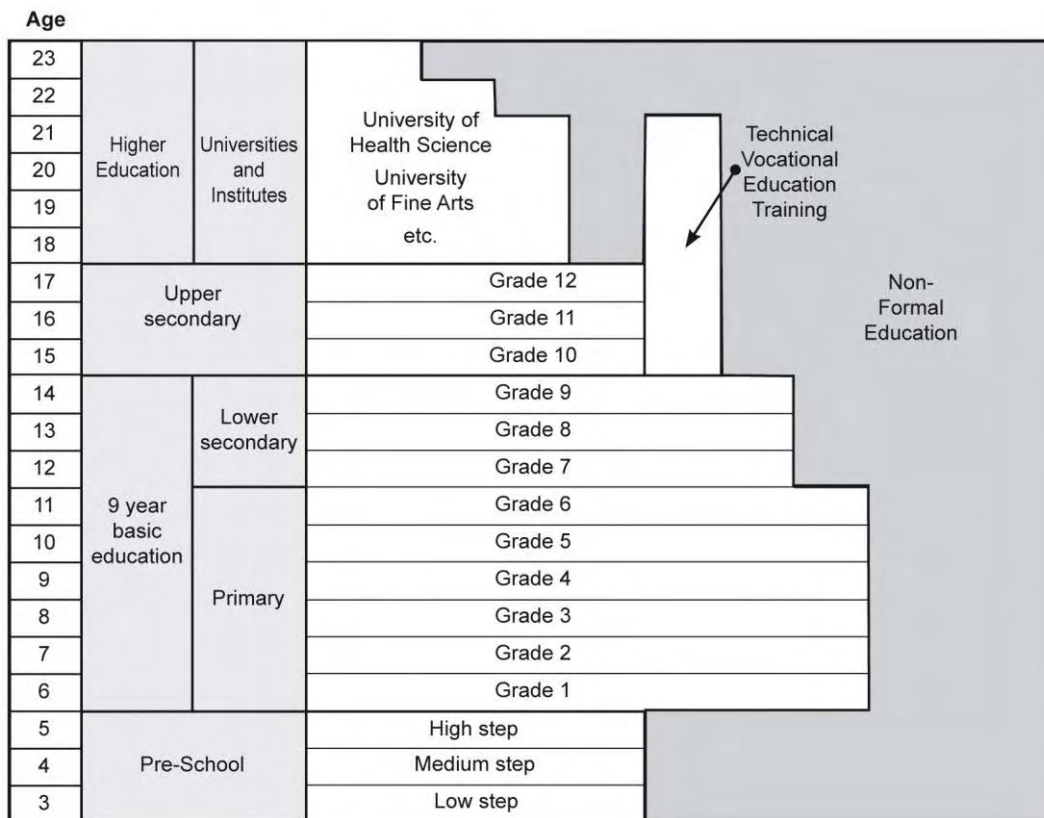 Age
23
22
21
20
19
18
17
16
15
14
13
12
11
10
9
8
7
6
5
4
3
Higher
Education
Universities
and
Institutes
University of
Health Science
University
of Fine Arts
etc.
Technical
Vocational
Education
Training
Non-
Formal
Education
Upper
secondary
Grade 12
Grade 11
Grade 10
9 year
basic
education
Lower
secondary
Grade 9
Grade 8
Grade 7
Primary
Grade 6
Grade 5
Grade 4
Grade 3
Grade 2
Grade 1
Pre-School
High step
Medium step
Low step